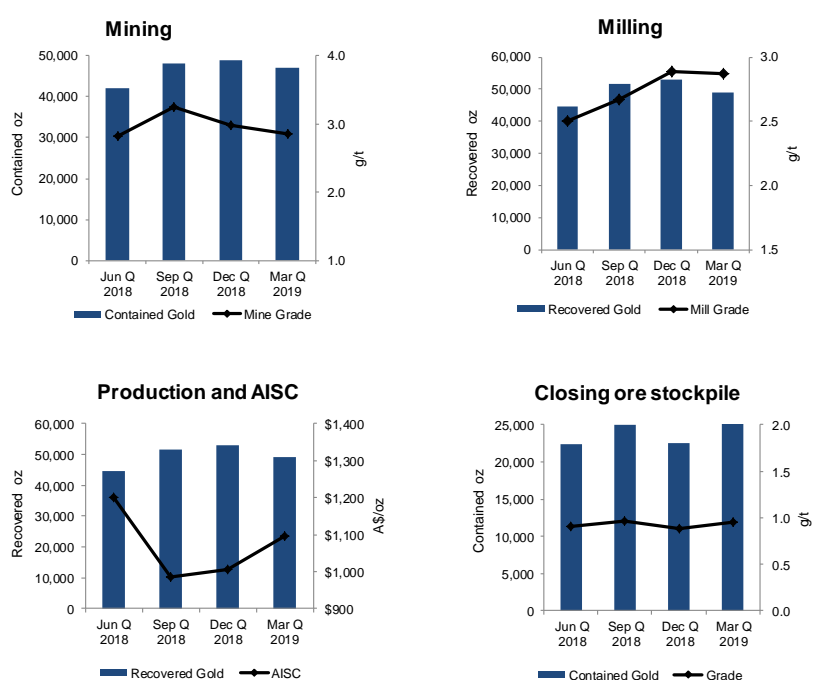 Mining
50,000
40,000
30,000
20,000
10,000
0
Contained oz
4.0
3.0
2.0
1.0
g/t
Jun Q
2018
Sep Q
2018
Dec Q
2018
Mar Q
2019
Contained Gold
Mine Grade
Milling
60,000
50,000
40,000
30,000
20,000
10,000
0
Recovered oz
3.0
2.5
2.0
1.5
g/t
Jun Q
2018
Sep Q
2018
Dec Q
2018
Mar Q
2019
Recovered Gold
Mill Grade
Production and AISC
60,000
50,000
40,000
30,000
20,000
10,000
0
Recovered oz
$1,400
$1,300
$1,200
$1,100
$1,000
$900
A$/oz
Jun Q
2018
Sep Q
2018
Dec Q
2018
Mar Q
2019
Recovered Gold
AISC
Closing ore stockpile
25,000
20,000
15,000
10,000
5,000
0
Contained oz
2.0
1.5
1.0
0.5
0.0
g/t
Jun Q
2018
Sep Q
2018
Dec Q
2018
Mar Q
2019
Contained Gold
Grade